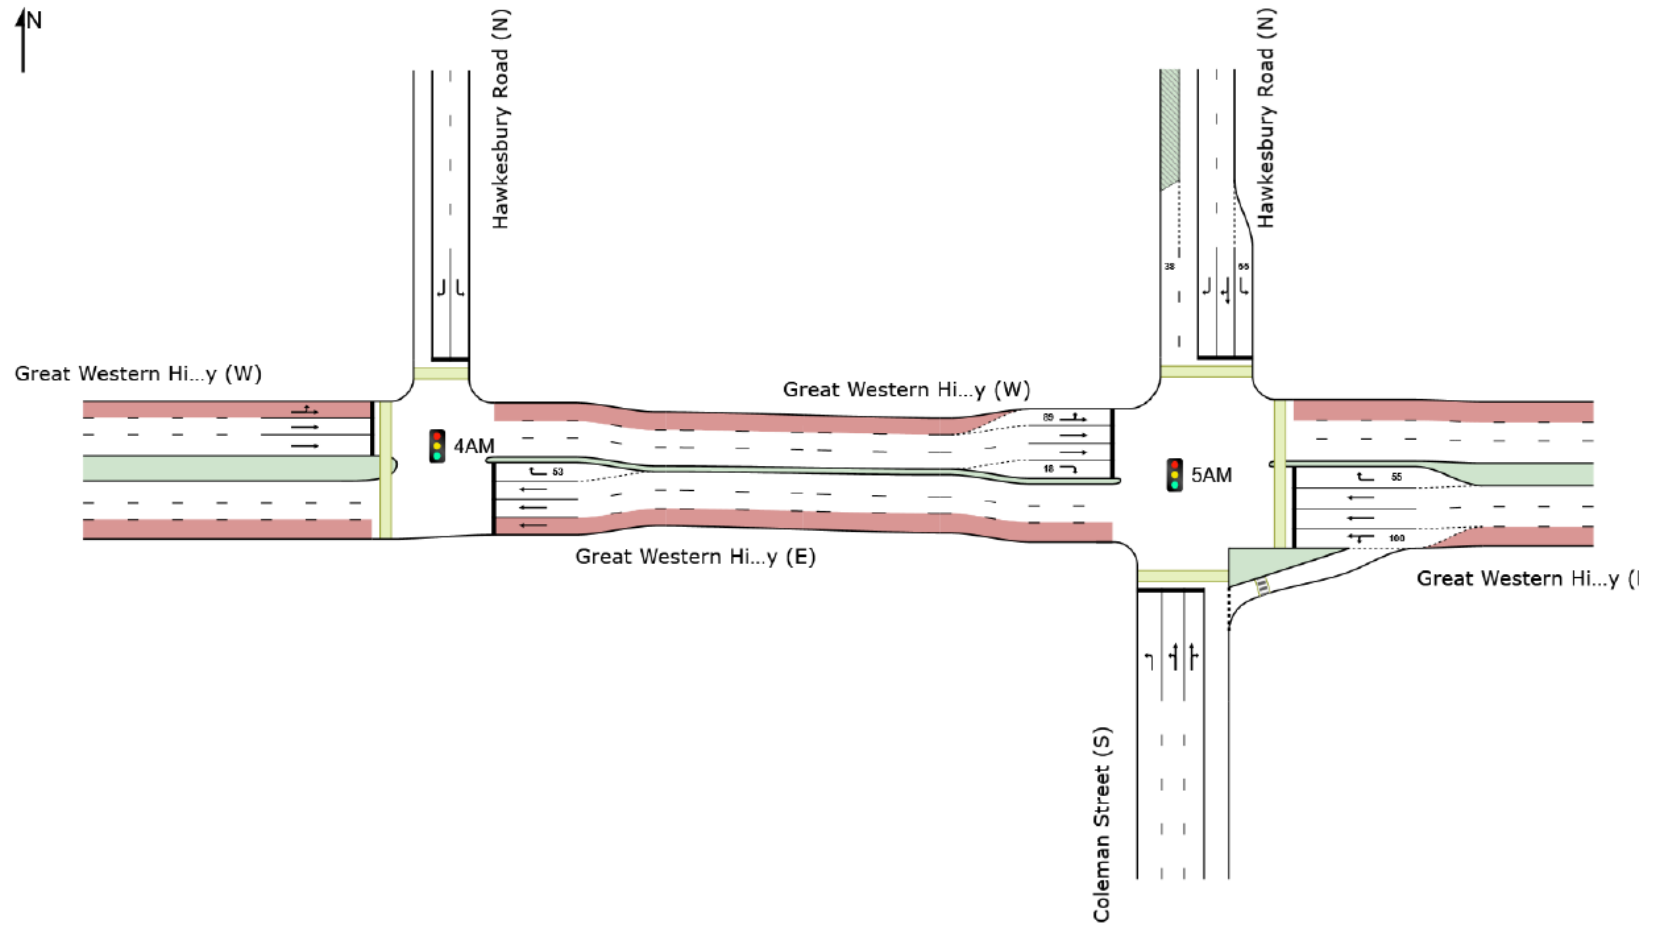 N
Hawkesbury Road (N)
Hawkesbury Road (N)
Great Western Hi...y (W)
Great Western Hi...y (W)
38
55
89
4AM
18
53
5AM
55
100
Great Western Hi...y (E)
Great Western Hi...y (
Coleman Street (S)